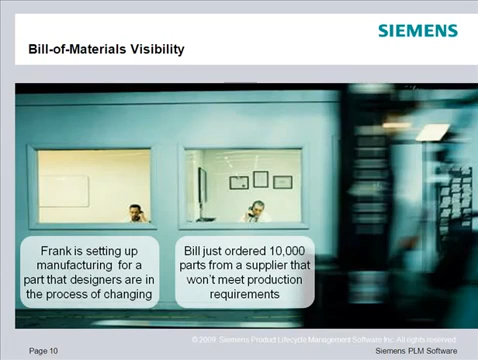 SIEMENS
Bill-of-Materials Visibility
Frank is setting up
manufacturing for a
part that designers are in
the process of changing
Bill just ordered 10,000
parts from a supplier that
won't meet production
requirements
© 2009. Siemens Product Lifecycle Management Software Inc. All rights reserved
Page 10
Siemens PLM Software